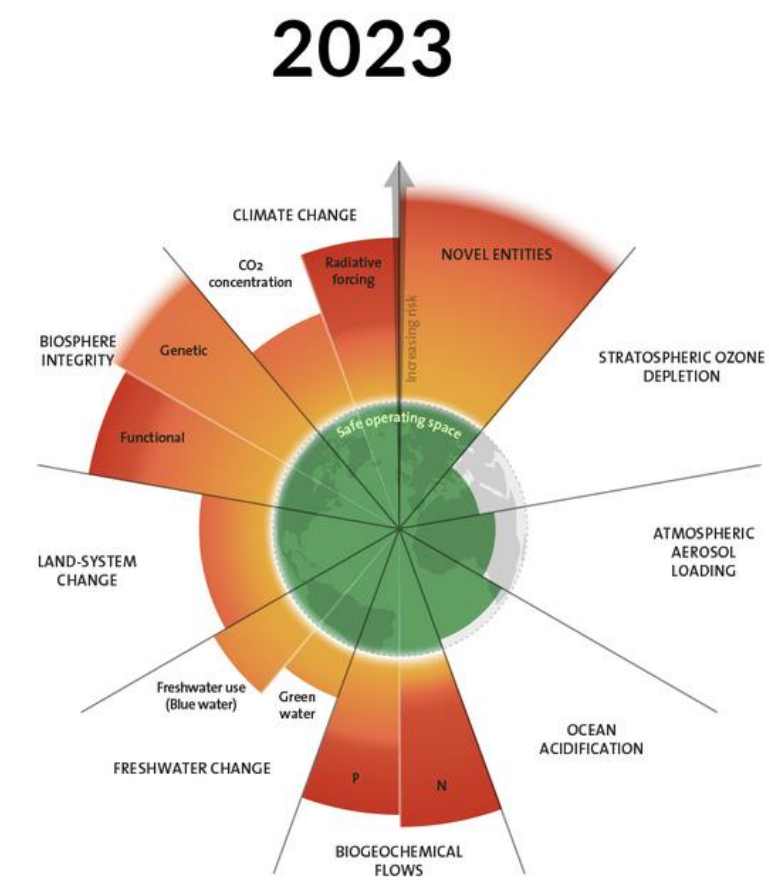 2023
CLIMATE CHANGE
CO2
concentration
Radiative
forcing
Increasing risk
NOVEL ENTITIES
STRATOSPHERIC OZONE
DEPLETION
ATMOSPHERIC
AEROSOL
LOADING
OCEAN
ACIDIFICATION
BIOGEOCHEMICAL
FLOWS
P
N
FRESHWATER CHANGE
Freshwater use
(Blue water)
Green
water
LAND-SYSTEM
CHANGE
BIOSPHERE
INTEGRITY
Genetic
Functional
Safe operating space